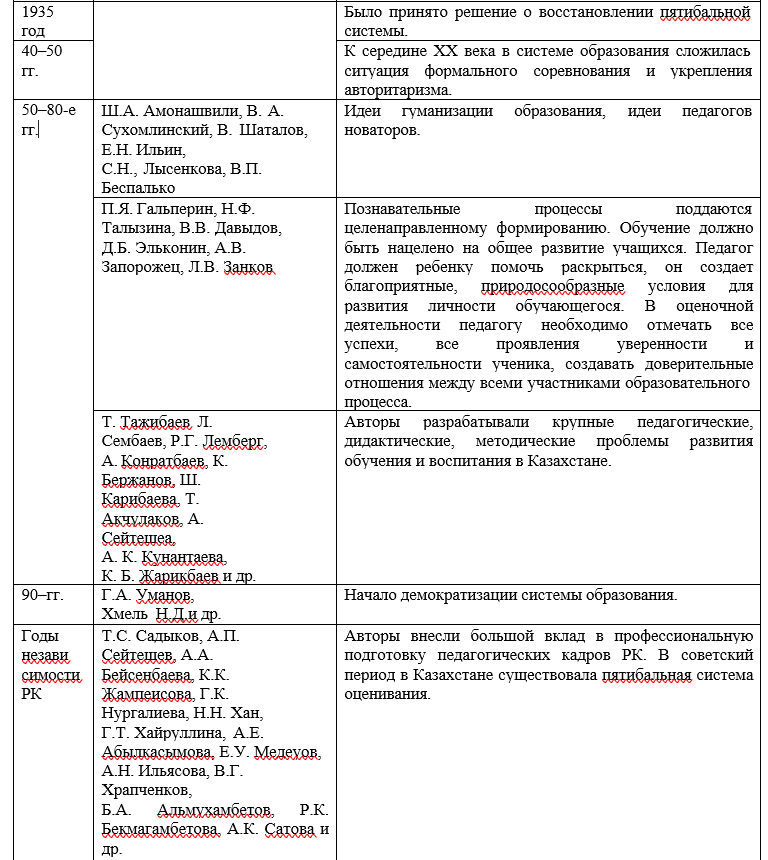 1935
год
Было принято решение о восстановлении пятибальной
системы.
40–50
гг.
К середине XX века в системе образования сложилась
ситуация формального соревнования и укрепления
авторитаризма.
50–80-е
гг.
Ш.А. Амонашвили, В. А.
Сухомлинский, В. Шаталов,
Е.Н. Ильин,
С.Н., Лысенкова, В.П.
Беспалько
Идеи гуманизации образования, идеи педагогов
новаторов.
П.Я. Гальперин, Н.Ф.
Талызина, В.В. Давыдов,
Д.Б. Эльконин, А.В.
Запорожец, Л.В. Занков
Познавательные процессы поддаются
целенаправленному формированию. Обучение должно
быть нацелено на общее развитие учащихся. Педагог
должен ребенку помочь раскрыться, он создает
благоприятные, природосообразные условия для
развития личности обучающегося. В оценочной
деятельности педагогу необходимо отмечать все
успехи, все проявления уверенности и
самостоятельности ученика, создавать доверительные
отношения между всеми участниками образовательного
процесса.
Т. Тажибаев, Л.
Сембаев, Р.Г. Лемберг,
А. Конратбаев, К.
Бержанов, Ш.
Карибаева, Т.
Акчулаков, А.
Сейтешеа,
А. К. Кунантаева,
К. Б. Жарикбаев и др.
Авторы разрабатывали крупные педагогические,
дидактические, методические проблемы развития
обучения и воспитания в Казахстане.
90–гг.
Г.А. Уманов,
Хмель Н.Д.и др.
Начало демократизации системы образования.
Годы
незави
симости
РК
Т.С. Садыков, А.П.
Сейтешев, А.А.
Бейсенбаева, К.К.
Жампеисова, Г.К.
Нургалиева, Н.Н. Хан,
Г.Т. Хайруллина, А.Е.
Абылкасымова, Е.У. Медеуов,
А.Н. Ильясова, В.Г.
Храпченков,
Б.А. Альмухамбетов, Р.К.
Бекмагамбетова, А.К. Сатова и
др.
Авторы внесли большой вклад в профессиональную
подготовку педагогических кадров РК. В советский
период в Казахстане существовала пятибальная система
оценивания.